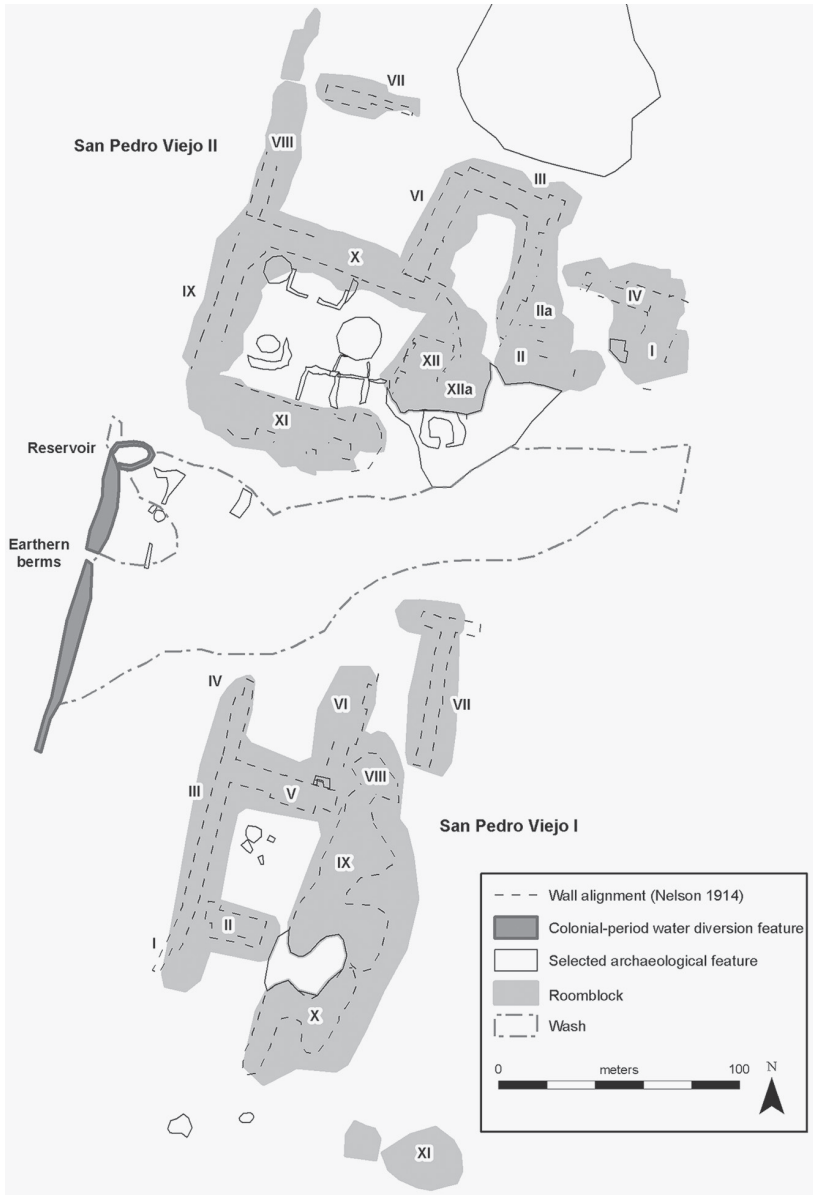 VII
San Pedro Viejo II
VIII
III
VI
X
IX
IV
IIa
I
II
XII
XIIa
XI
Reservoir
Earthern
berms
IV
VI
VII
VIII
III
V
San Pedro Viejo I
IX
II
I
X
XI
Wall alignment (Nelson 1914)
Colonial-period water diversion feature
Selected archaeological feature
Roomblock
Wash
0 meters 100
N